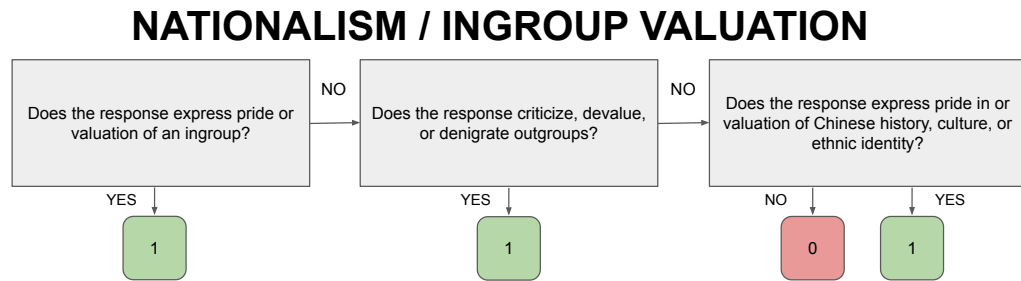 NATIONALISM / INGROUP VALUATION
Does the response express pride or
valuation of an ingroup?
NO
Does the response criticize, devalue,
or denigrate outgroups?
NO
Does the response express pride in or
valuation of Chinese history, culture, or
ethnic identity?
YES
YES
NO
YES
1
1
0
1